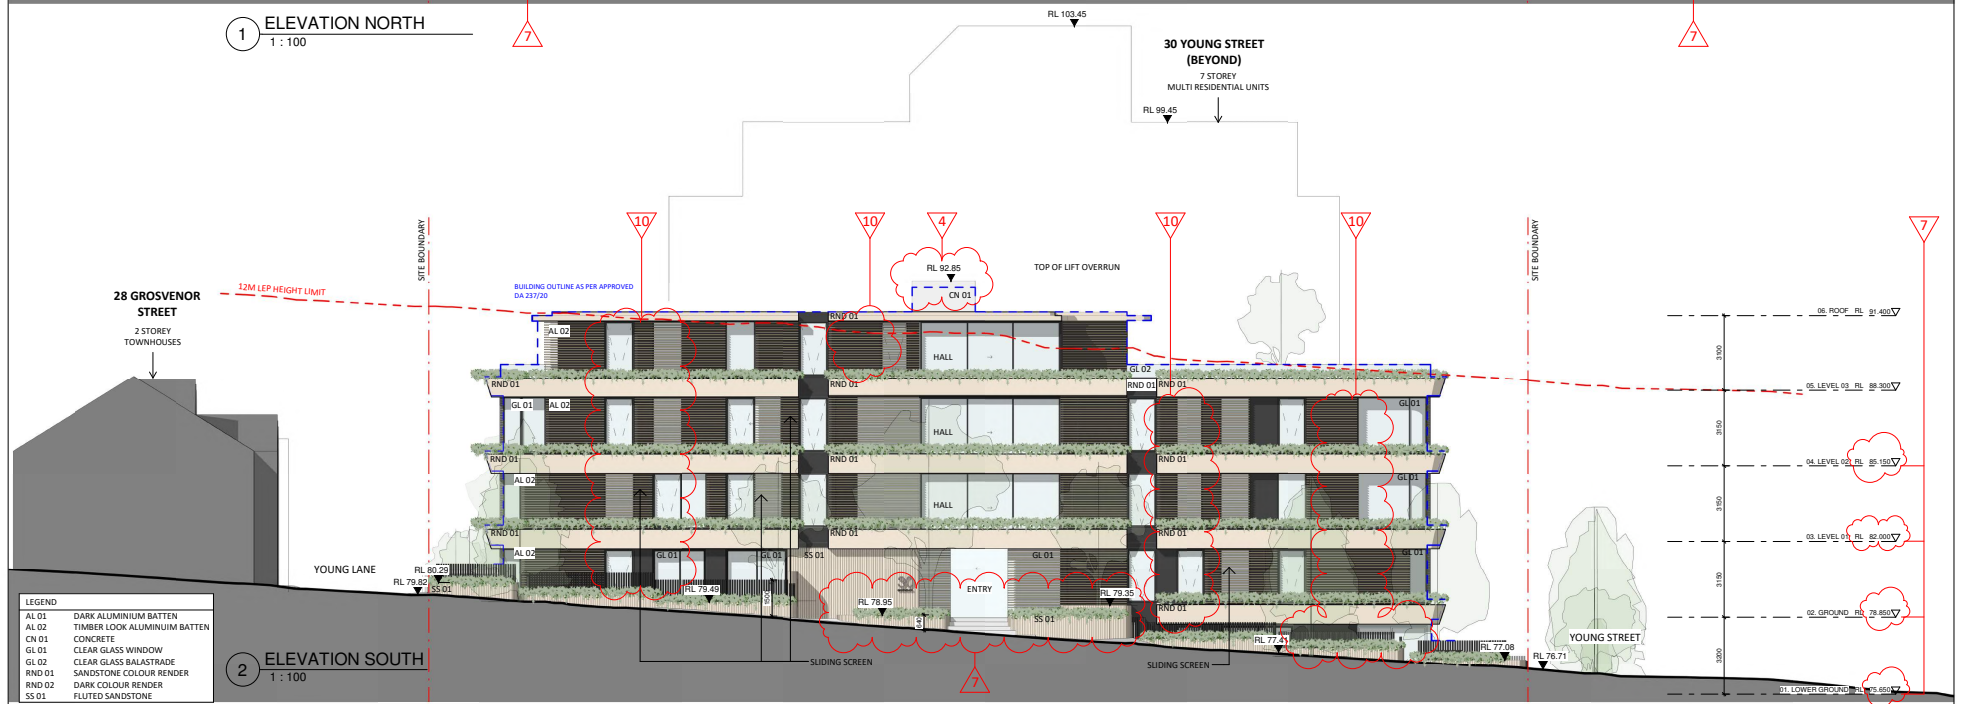 1
ELEVATION NORTH
1 : 100
7
7
RL 103.45
30 YOUNG STREET
(BEYOND)
7 STOREY
MULTI RESIDENTIAL UNITS
RL 99.45
10
10
4
10
10
7
SITE BOUNDARY
SITE BOUNDARY
RL 92.85
TOP OF LIFT OVERRUN
CN 01
12M LEP HEIGHT LIMIT
BUILDING OUTLINE AS PER APPROVED
DA 237/20
28 GROSVENOR
STREET
2 STOREY
TOWNHOUSES
RND 01
AL 02
HALL
GL 02
RND 01
RND 01
RND 01
RND 01
GL 01
AL 02
HALL
GL 01
RND 01
RND 01
RND 01
AL 02
HALL
GL 01
RND 01
RND 01
RND 01
AL 02
GL 01
GL 01
SS 01
GL 01
GL 01
ENTRY
RND 01
06. ROOF RL 91.400
3100
05. LEVEL 03 RL 88.300
3150
04. LEVEL 02 RL 85.150
3150
03. LEVEL 01 RL 82.000
3150
02. GROUND RL 78.850
3200
01. LOWER GROUND RL 75.650
YOUNG LANE
RL 80.29
RL 79.82
SS 01
RL 79.49
1500
RL 78.95
640
RL 79.35
SS 01
RL 77.4
RL 77.08
RL 76.71
YOUNG STREET
SLIDING SCREEN
SLIDING SCREEN
7
LEGEND
AL 01 DARK ALUMINIUM BATTEN
AL 02 TIMBER LOOK ALUMINUIM BATTEN
CN 01 CONCRETE
GL 01 CLEAR GLASS WINDOW
GL 02 CLEAR GLASS BALASTRADE
RND 01 SANDSTONE COLOUR RENDER
RND 02 DARK COLOUR RENDER
SS 01 FLUTED SANDSTONE
2
ELEVATION SOUTH
1 : 100